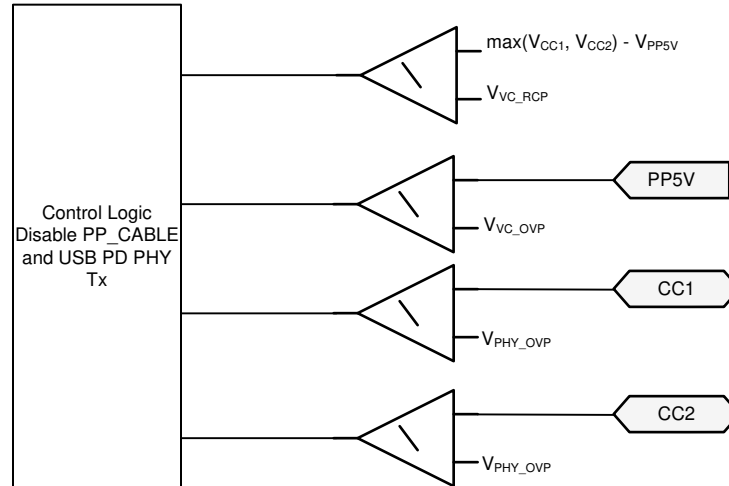 max(VCC1, VCC2) - VPP5V
VVC_RCP
PP5V
VVC_OVP
Control Logic
Disable PP_CABLE
and USB PD PHY
Tx
CC1
VPHY_OVP
CC2
VPHY_OVP